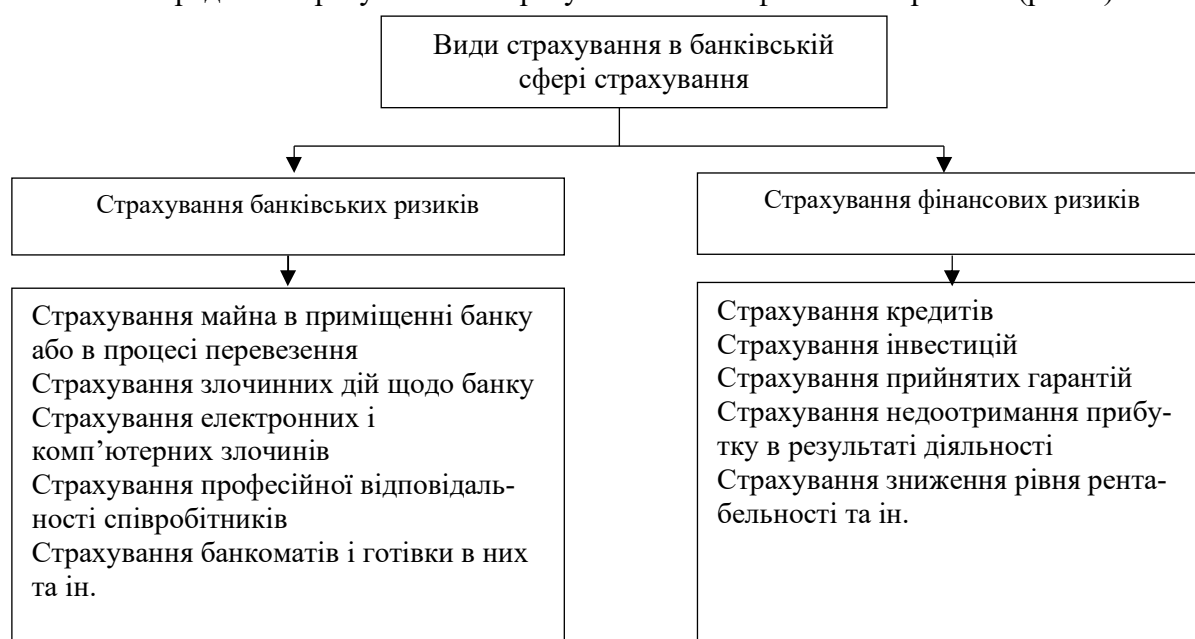 Види страхування в банківській
сфері страхування
Страхування банківських ризиків
Страхування фінансових ризиків
Страхування майна в приміщенні банку
або в процесі перевезення
Страхування злочинних дій щодо банку
Страхування електронних і
комп’ютерних злочинів
Страхування професійної відповідаль-
ності співробітників
Страхування банкоматів і готівки в них
та ін.
Страхування кредитів
Страхування інвестицій
Страхування прийнятих гарантій
Страхування недоотримання прибу-
тку в результаті діяльності
Страхування зниження рівня рента-
бельності та ін.